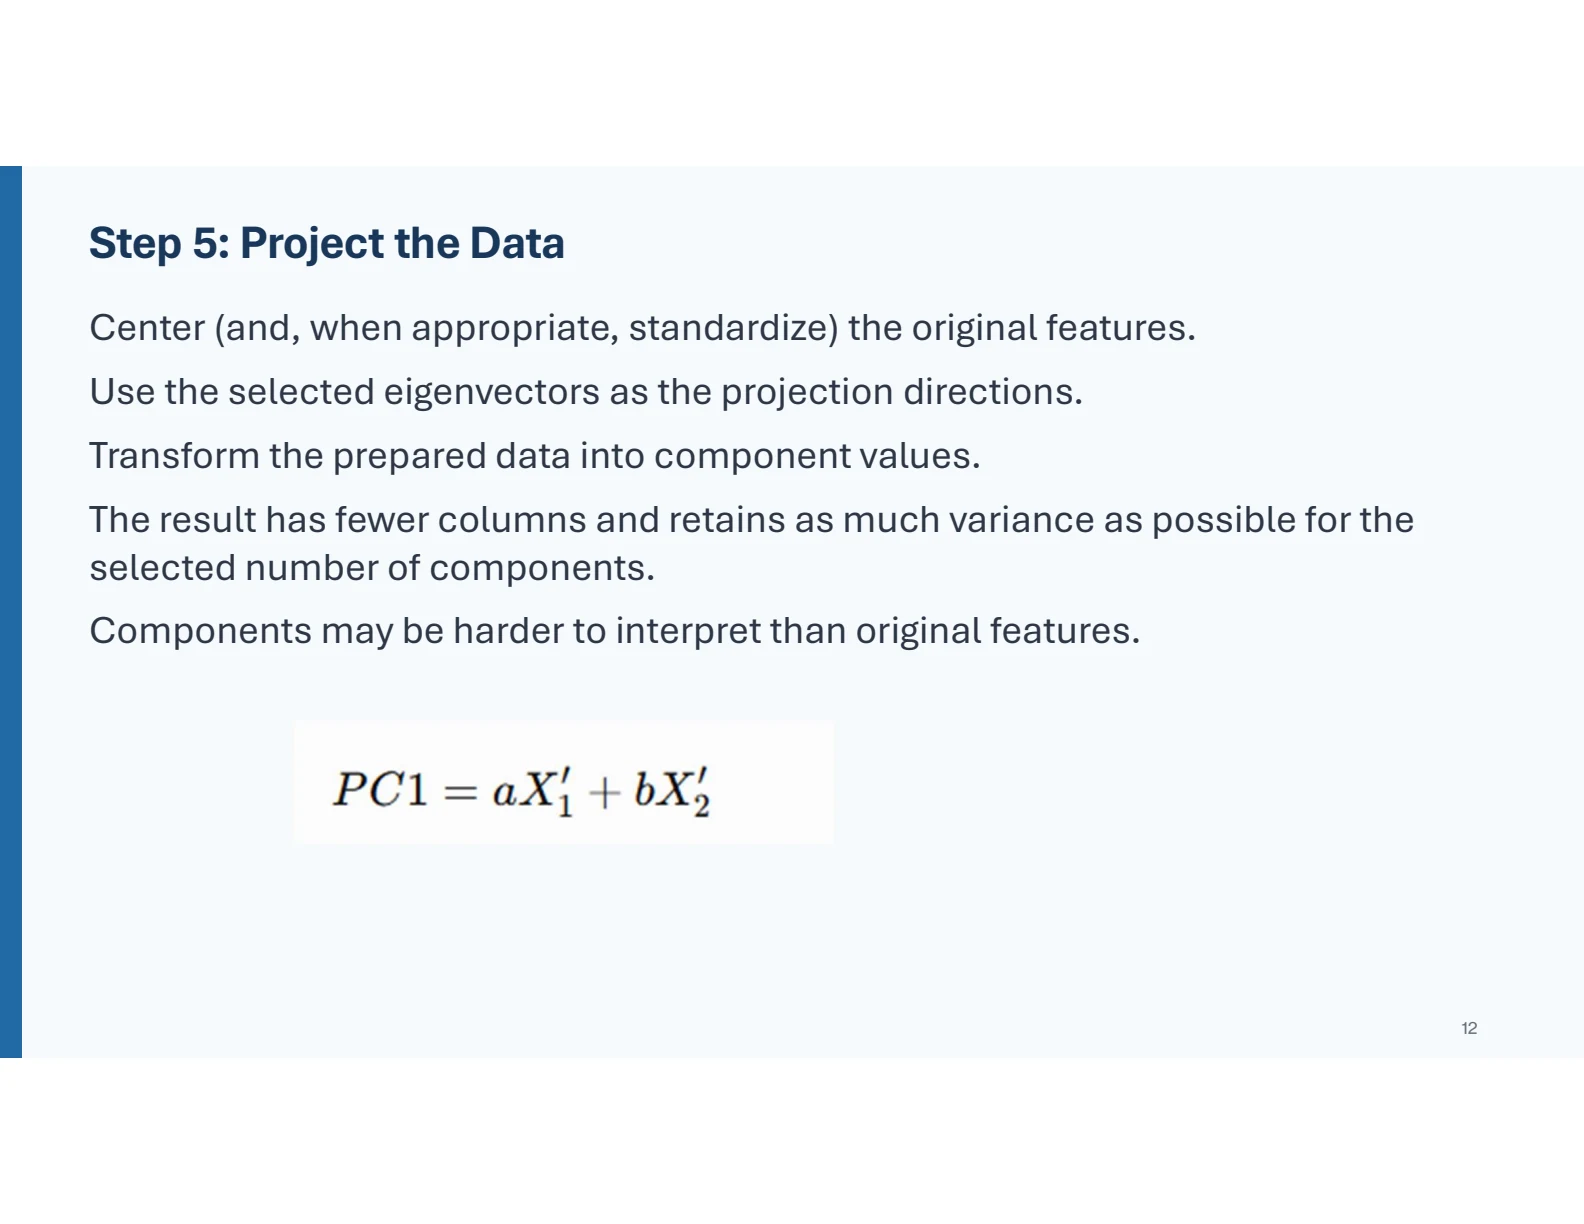 Step 5: Project the Data
Center (and, when appropriate, standardize) the original features.
Use the selected eigenvectors as the projection directions.
Transform the prepared data into component values.
The result has fewer columns and retains as much variance as possible for the
selected number of components.
Components may be harder to interpret than original features.
PC1 = aX′₁ + bX′₂
12